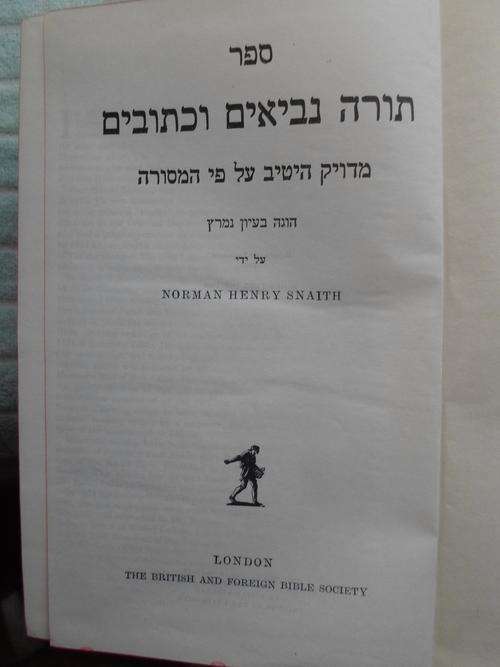 ספר
תורה נביאים וכתובים
מדויק היטיב על פי המסורה
הוגה בעיון נמרץ
על ידי
NORMAN HENRY SNAITH
LONDON
THE BRITISH AND FOREIGN BIBLE SOCIETY